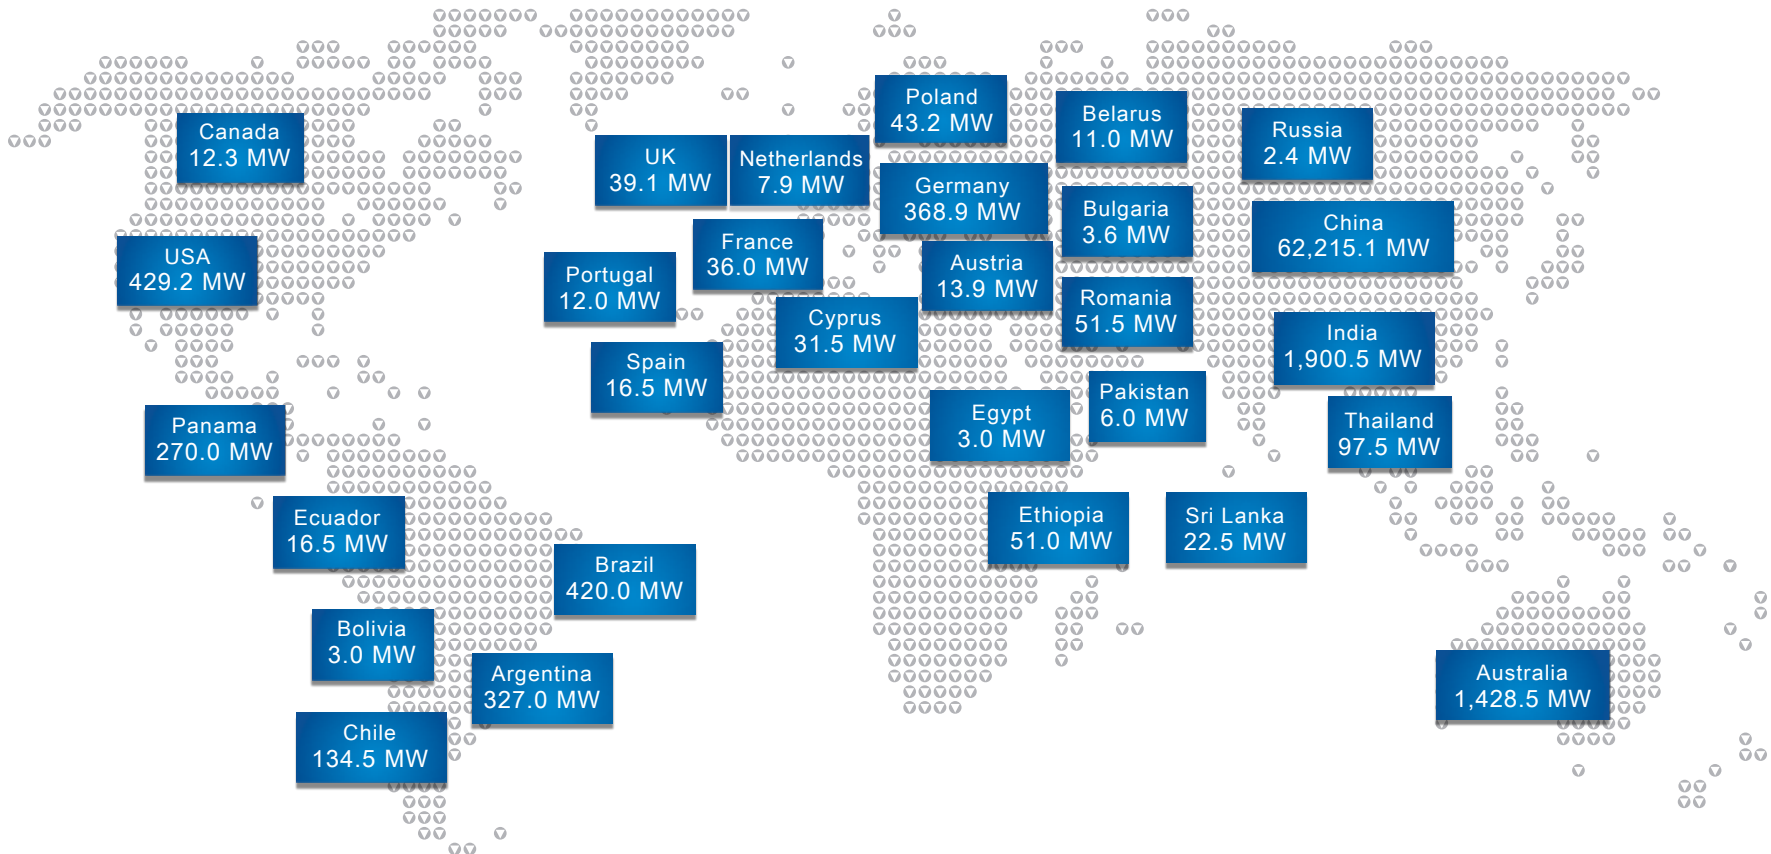 Canada
12.3 MW
USA
429.2 MW
Panama
270.0 MW
Ecuador
16.5 MW
Brazil
420.0 MW
Bolivia
3.0 MW
Argentina
327.0 MW
Chile
134.5 MW
UK
39.1 MW
Netherlands
7.9 MW
Poland
43.2 MW
Germany
368.9 MW
France
36.0 MW
Portugal
12.0 MW
Austria
13.9 MW
Cyprus
31.5 MW
Spain
16.5 MW
Belarus
11.0 MW
Bulgaria
3.6 MW
Romania
51.5 MW
Russia
2.4 MW
China
62,215.1 MW
India
1,900.5 MW
Pakistan
6.0 MW
Thailand
97.5 MW
Egypt
3.0 MW
Ethiopia
51.0 MW
Sri Lanka
22.5 MW
Australia
1,428.5 MW